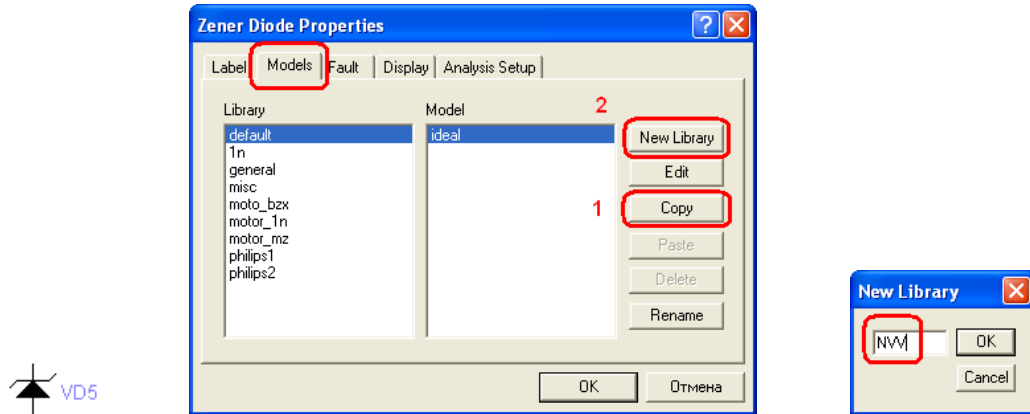 Zener Diode Properties
Label Models Fault Display Analysis Setup
Library
default
1n
general
misc
moto_bzx
motor_1n
motor_mz
philips1
philips2
Model
ideal
2
New Library
Edit
1
Copy
Paste
Delete
Rename
OK
Отмена
VD5
New Library
NVV
OK
Cancel